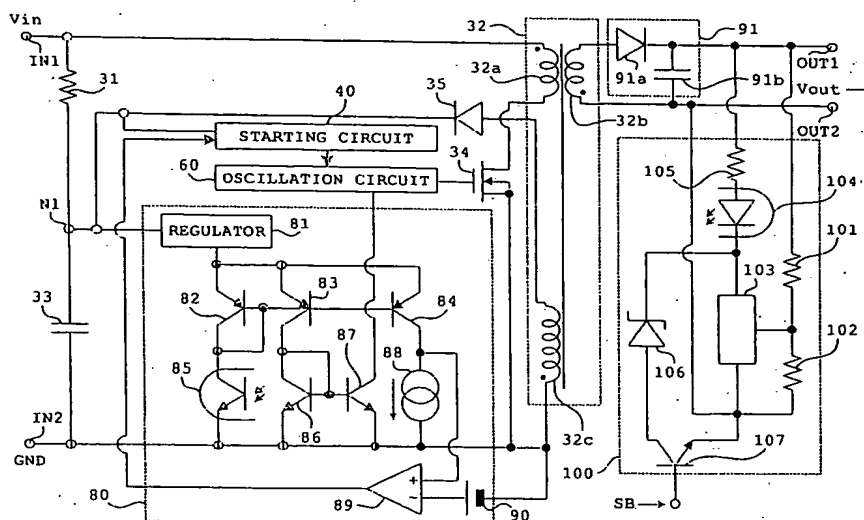 Vin
IN1
31
32
32a
91
91a
91b
OUT1
Vout
OUT2
32b
35
40
STARTING CIRCUIT
34
60
OSCILLATION CIRCUIT
105
104
N1
REGULATOR
81
101
83
82
84
103
33
87
88
85
106
102
86
32c
IN2
GND
107
100
80
+
−
89
90
SB